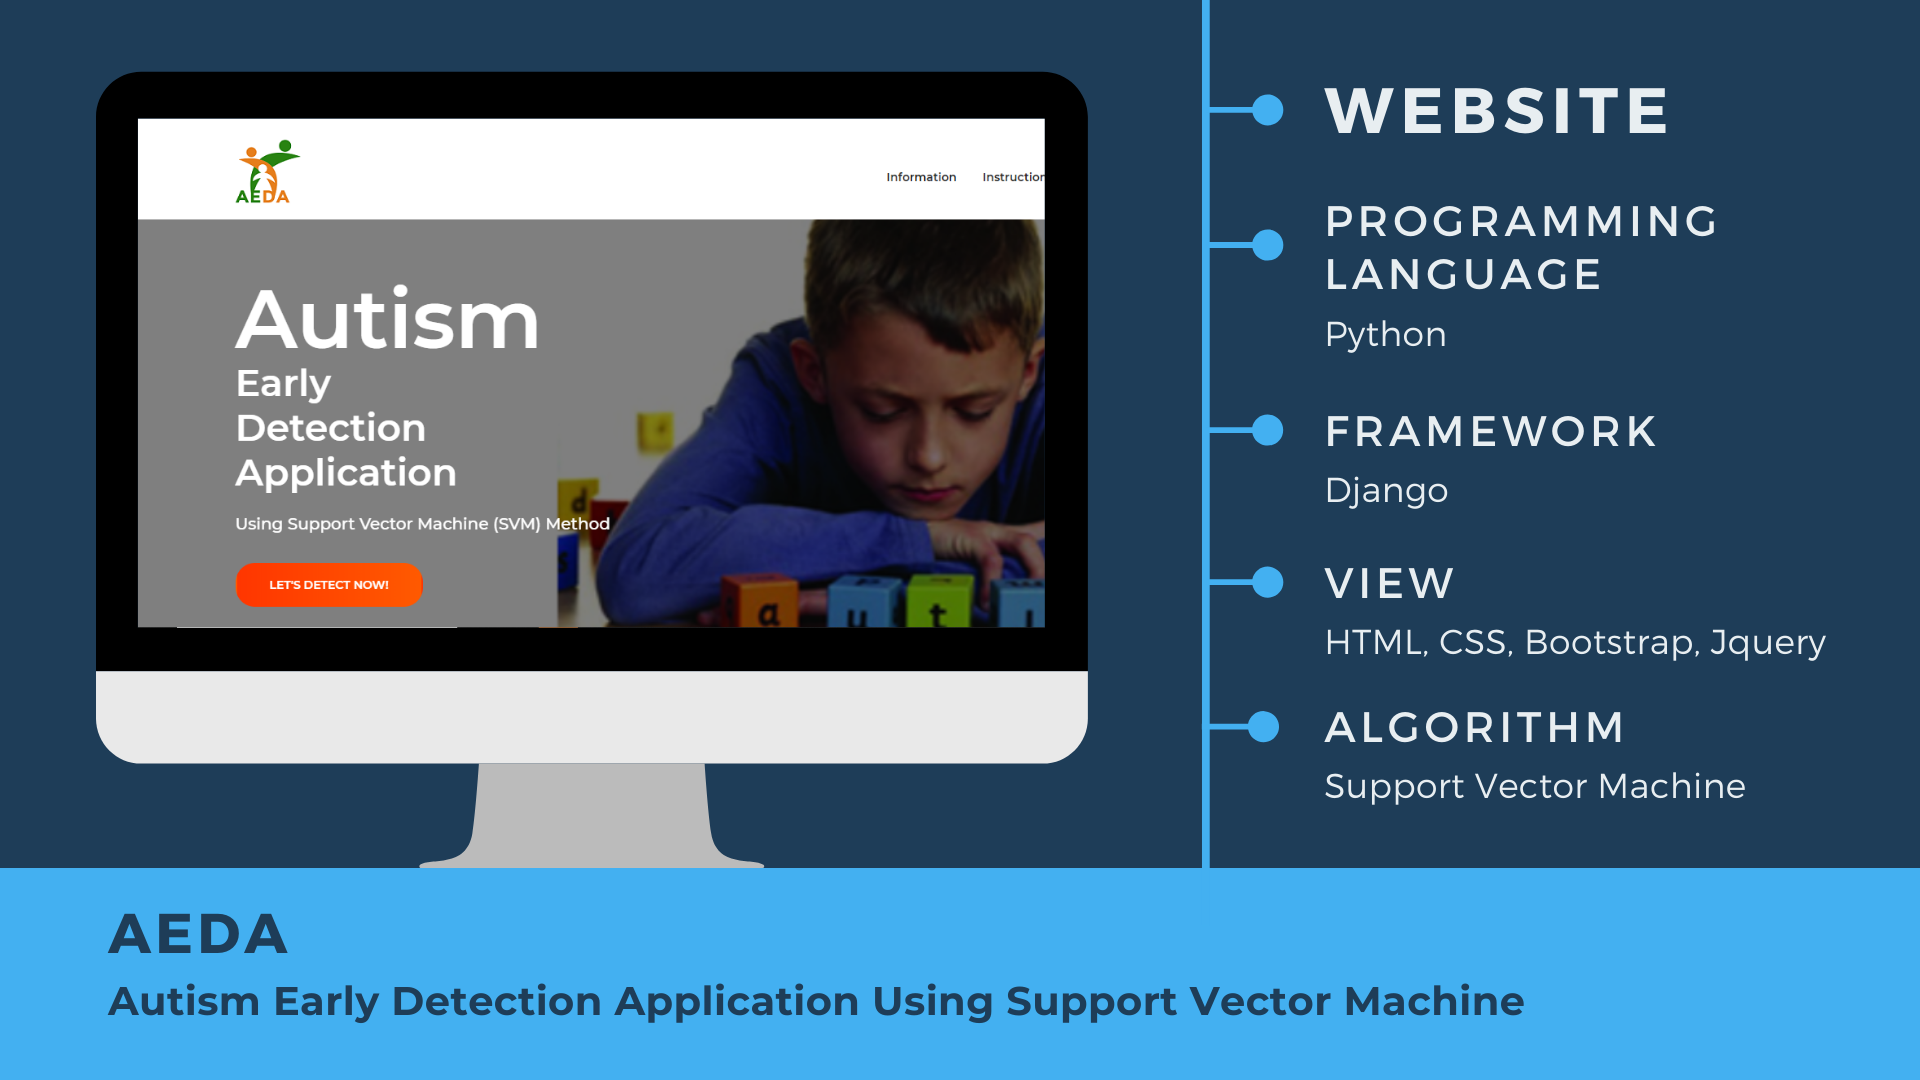 AEDA
Information Instruction
Autism
Early
Detection
Application
Using Support Vector Machine (SVM) Method
LET'S DETECT NOW!
d
s
a u t i
WEBSITE
PROGRAMMING
LANGUAGE
Python
FRAMEWORK
Django
VIEW
HTML, CSS, Bootstrap, Jquery
ALGORITHM
Support Vector Machine
AEDA
Autism Early Detection Application Using Support Vector Machine